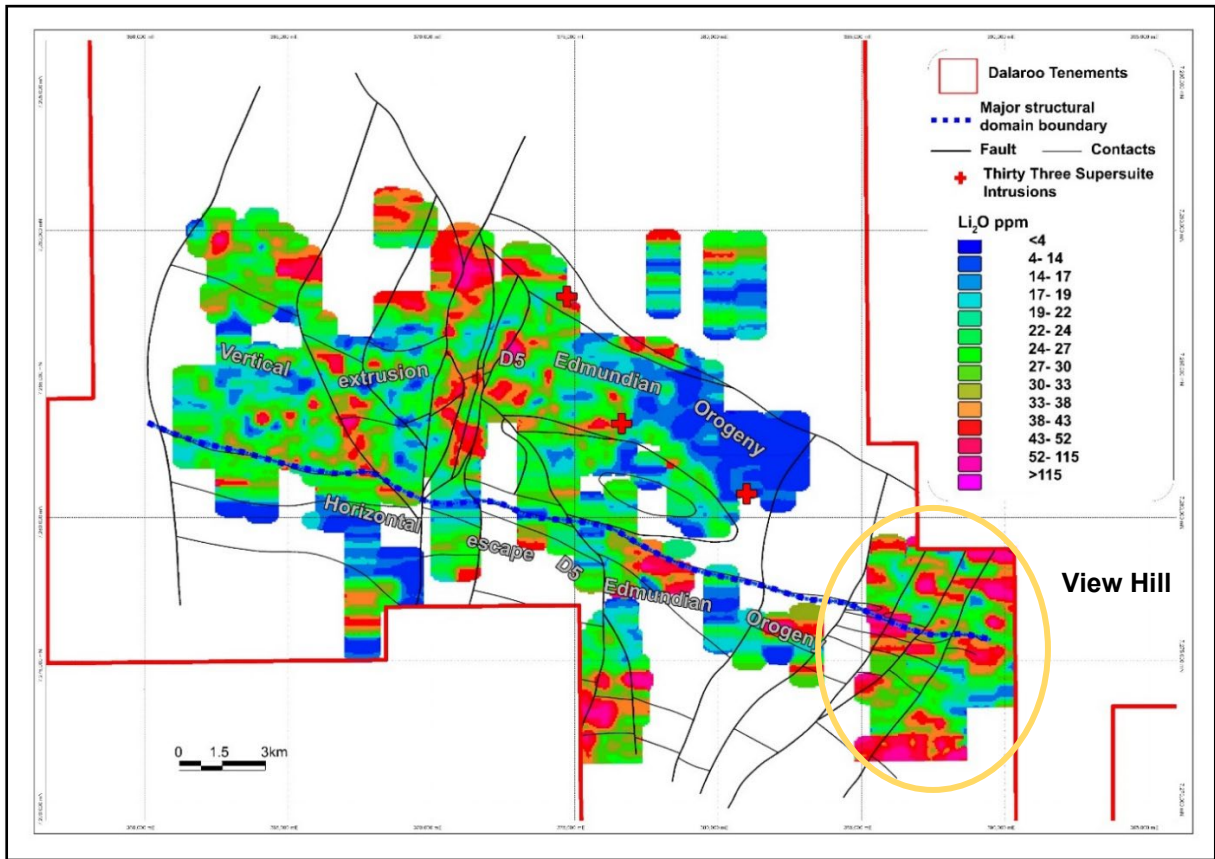 Dalaroo Tenements
Major structural
domain boundary
Fault
Contacts
Thirty Three Supersuite
Intrusions
Li₂O ppm
<4
4- 14
14- 17
17- 19
19- 22
22- 24
24- 27
27- 30
30- 33
33- 38
38- 43
43- 52
52- 115
>115
Vertical extrusion D5 Edmundian Orogeny
Horizontal escape D5 Edmundian Orogeny
View Hill
0 1.5 3km